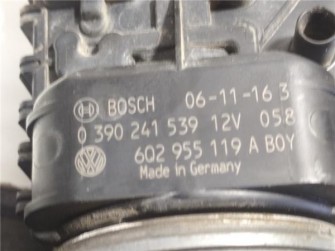 BOSCH 06-11-16 3
0 390 241 539 12V 058
6Q2 955 119 A BOY
Made in Germany